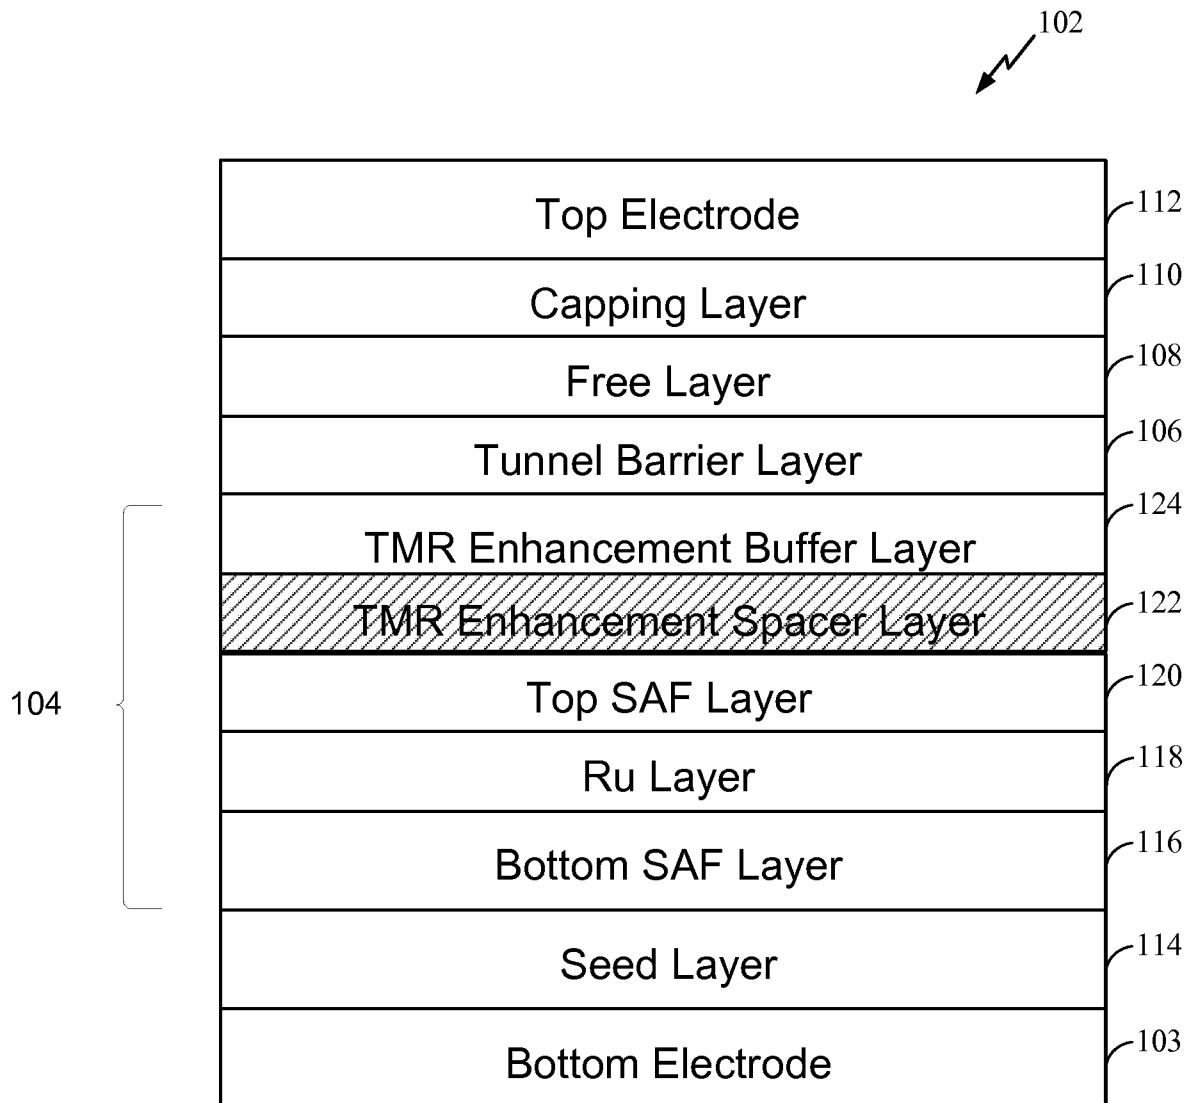 102
Top Electrode 112
Capping Layer 110
Free Layer 108
Tunnel Barrier Layer 106
TMR Enhancement Buffer Layer 124
TMR Enhancement Spacer Layer 122
Top SAF Layer 120
104
Ru Layer 118
Bottom SAF Layer 116
Seed Layer 114
Bottom Electrode 103